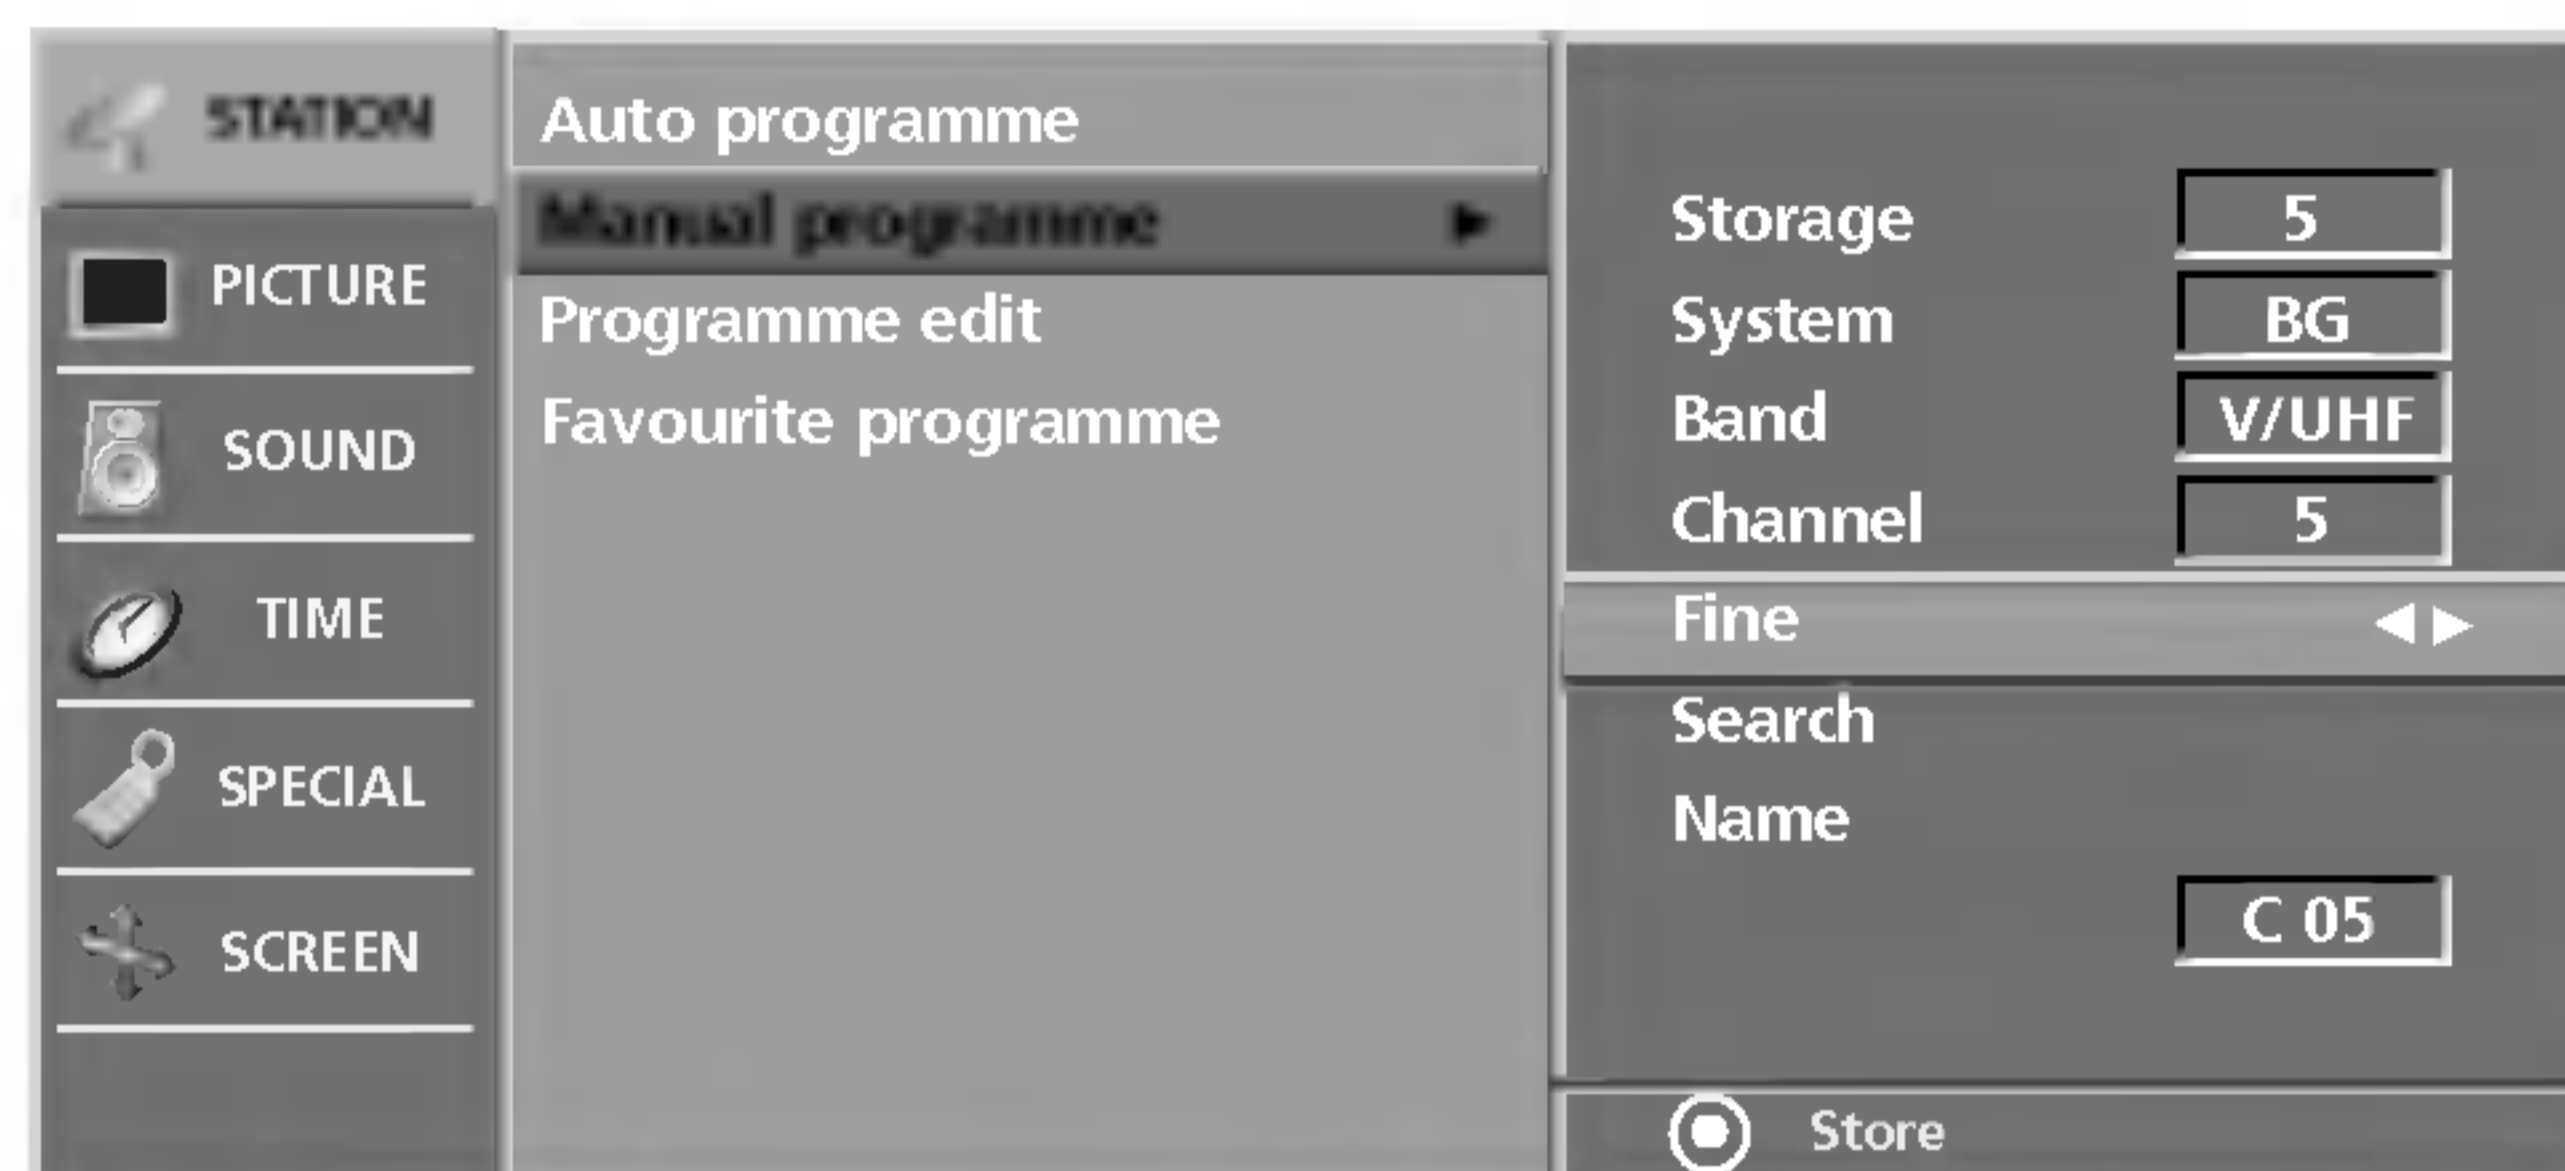 STATION
PICTURE
SOUND
TIME
SPECIAL
SCREEN
Auto programme
Manual programme
Programme edit
Favourite programme
Storage 5
System BG
Band V/UHF
Channel 5
Fine
Search
Name
C 05
Store